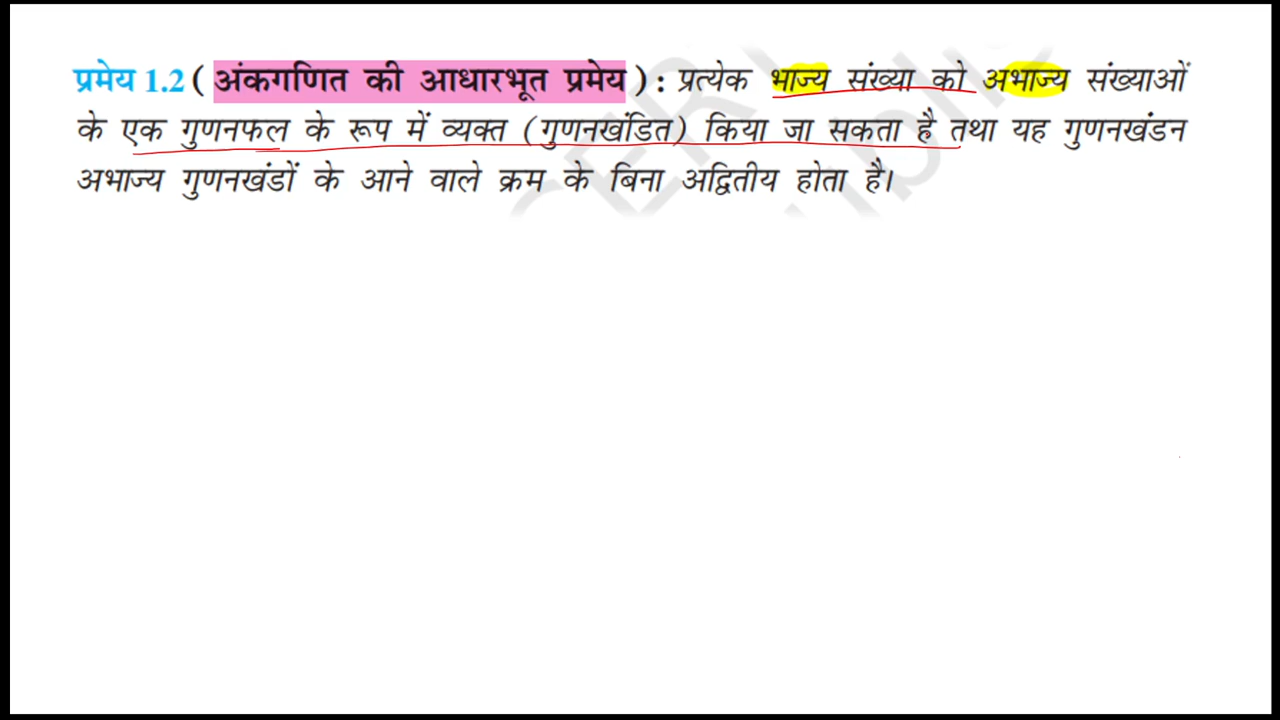 प्रमेय 1.2 ( अंकगणित की आधारभूत प्रमेय ) : प्रत्येक भाज्य संख्या को अभाज्य संख्याओं
के एक गुणनफल के रूप में व्यक्त (गुणनखंडित) किया जा सकता है तथा यह गुणनखंडन
अभाज्य गुणनखंडों के आने वाले क्रम के बिना अद्वितीय होता है।